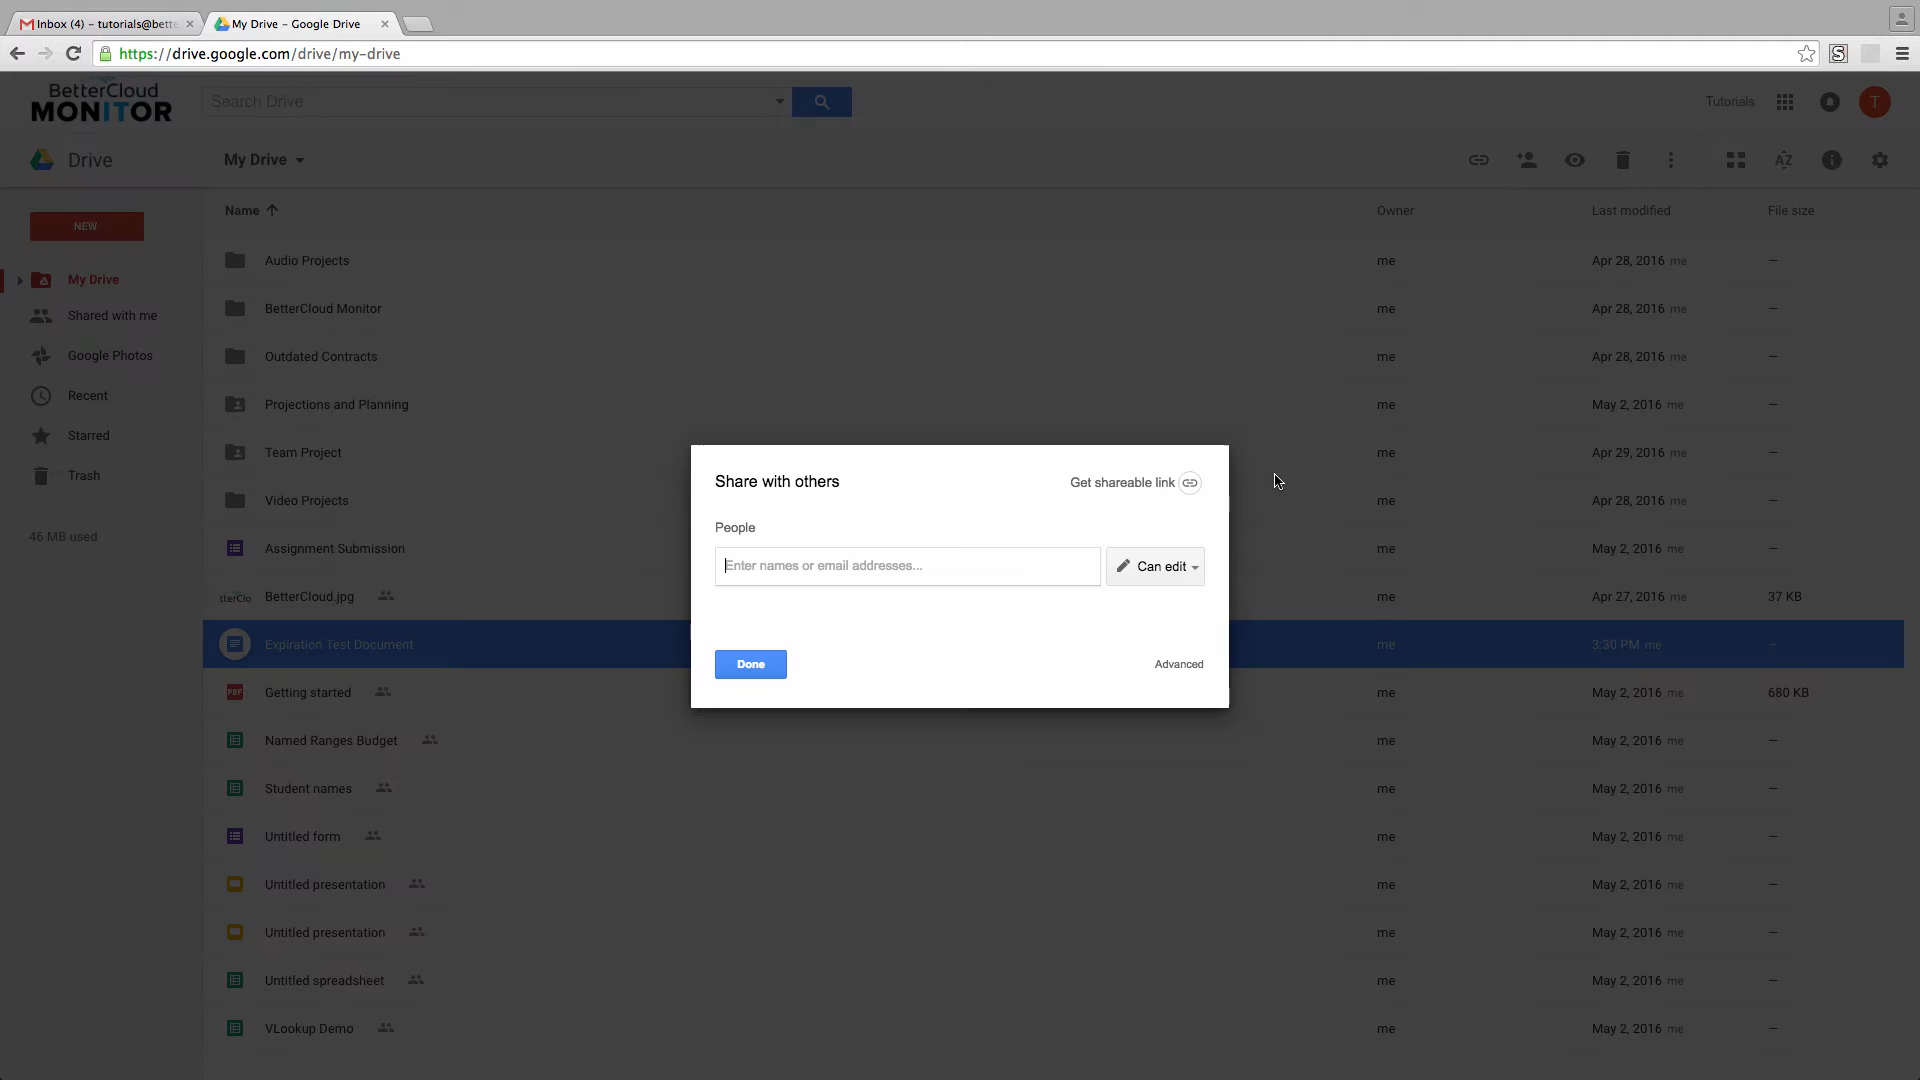 Inbox (4) – tutorials@bette
My Drive – Google Drive
https://drive.google.com/drive/my-drive
S
BetterCloud
MONITOR
Search Drive
Tutorials
T
Drive
My Drive
AZ
Name
Owner
Last modified
File size
NEW
My Drive
Shared with me
Google Photos
Recent
Starred
Trash
46 MB used
Audio Projects me Apr 28, 2016 me –
BetterCloud Monitor me Apr 28, 2016 me –
Outdated Contracts me Apr 28, 2016 me –
Projections and Planning me May 2, 2016 me –
Team Project me Apr 29, 2016 me –
Video Projects me Apr 28, 2016 me –
Assignment Submission me May 2, 2016 me –
tterClo BetterCloud.jpg me Apr 27, 2016 me 37 KB
Expiration Test Document me 3:30 PM me –
PDF Getting started me May 2, 2016 me 680 KB
Named Ranges Budget me May 2, 2016 me –
Student names me May 2, 2016 me –
Untitled form me May 2, 2016 me –
Untitled presentation me May 2, 2016 me –
Untitled presentation me May 2, 2016 me –
Untitled spreadsheet me May 2, 2016 me –
VLookup Demo me May 2, 2016 me –
Share with others
Get shareable link
People
Enter names or email addresses...
Can edit
Done
Advanced